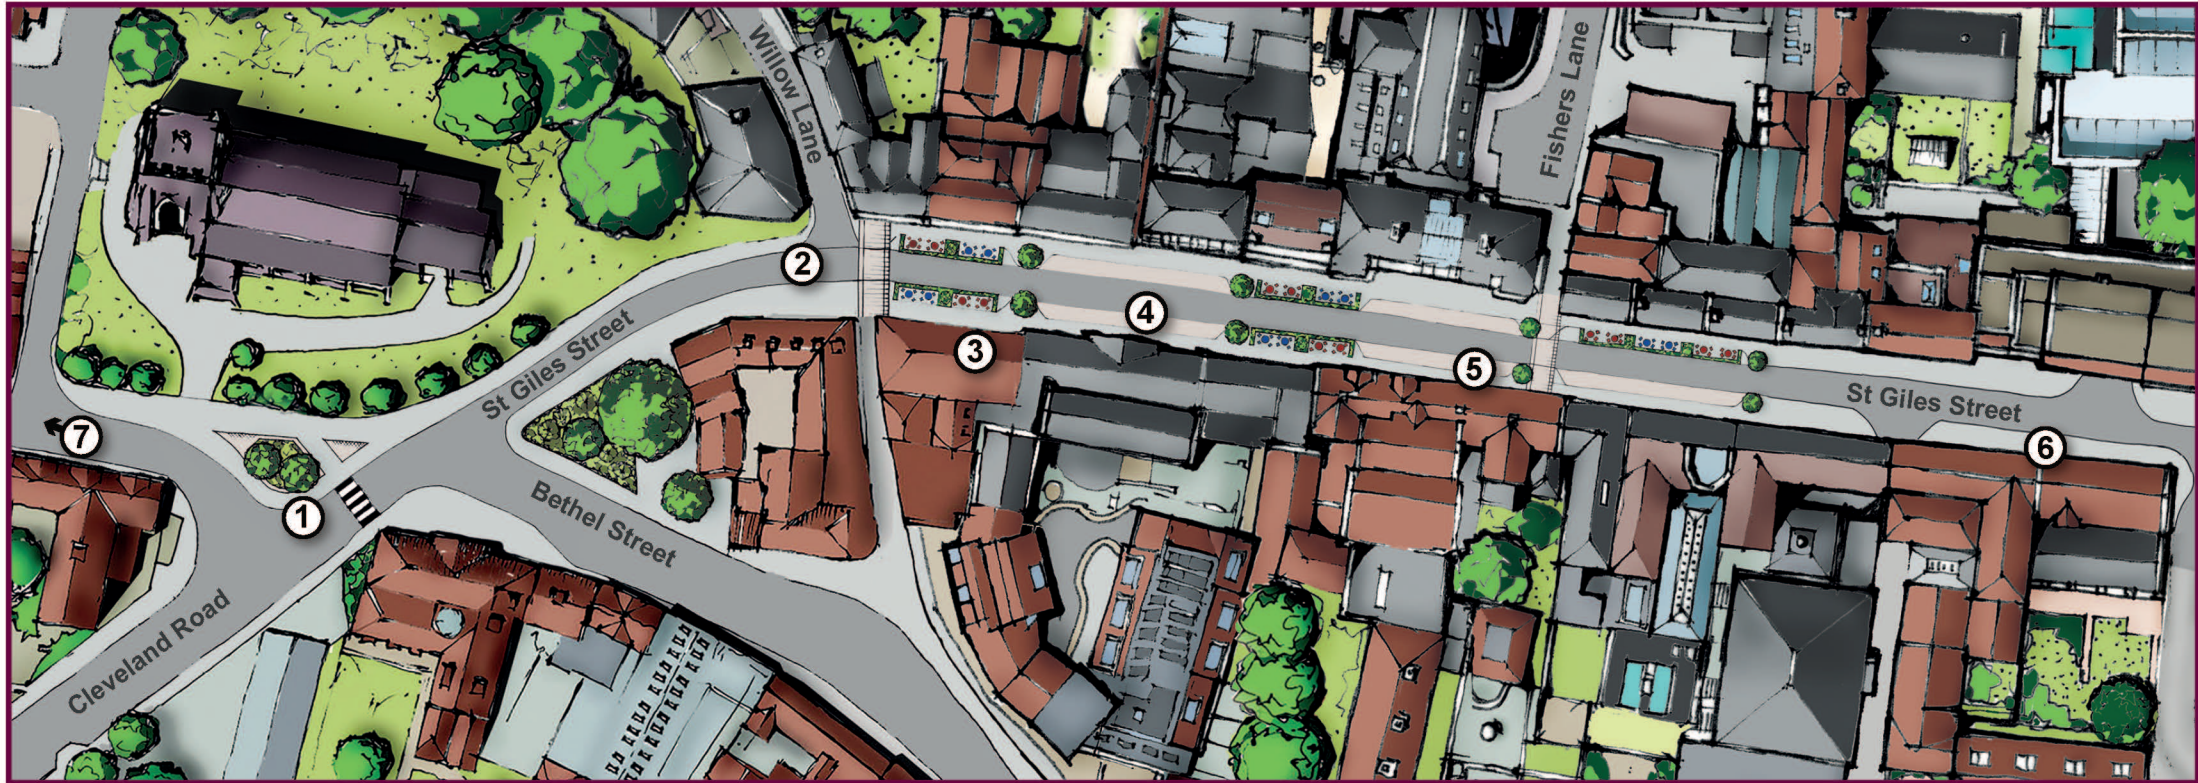 Willow Lane
Fishers Lane
2
4
3
5
St Giles Street
St Giles Street
7
6
1
Bethel Street
Cleveland Road